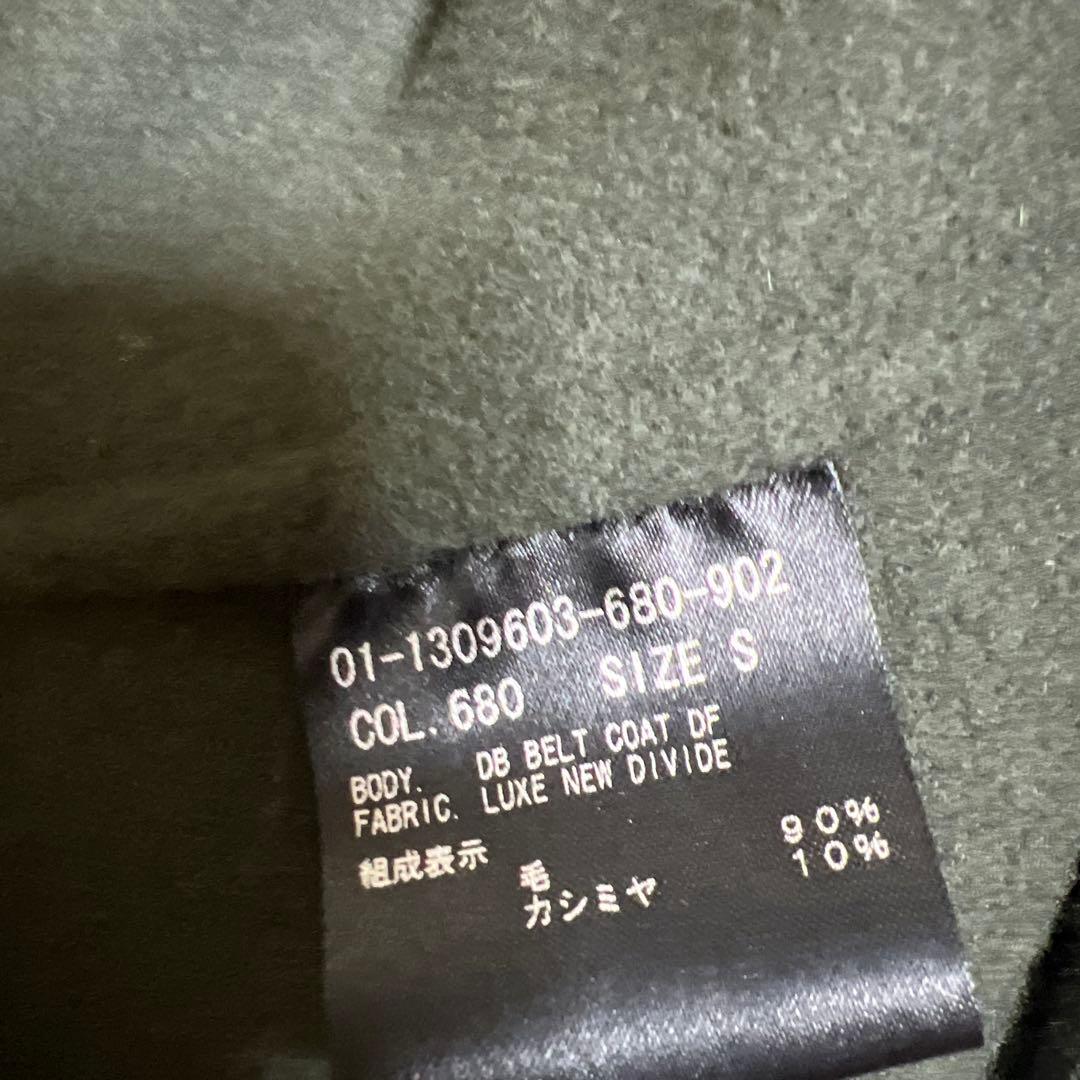 01-1309603-680-902
COL.680 SIZE S
BODY. DB BELT COAT DF
FABRIC. LUXE NEW DIVIDE
組成表示
毛 90%
カシミヤ 10%